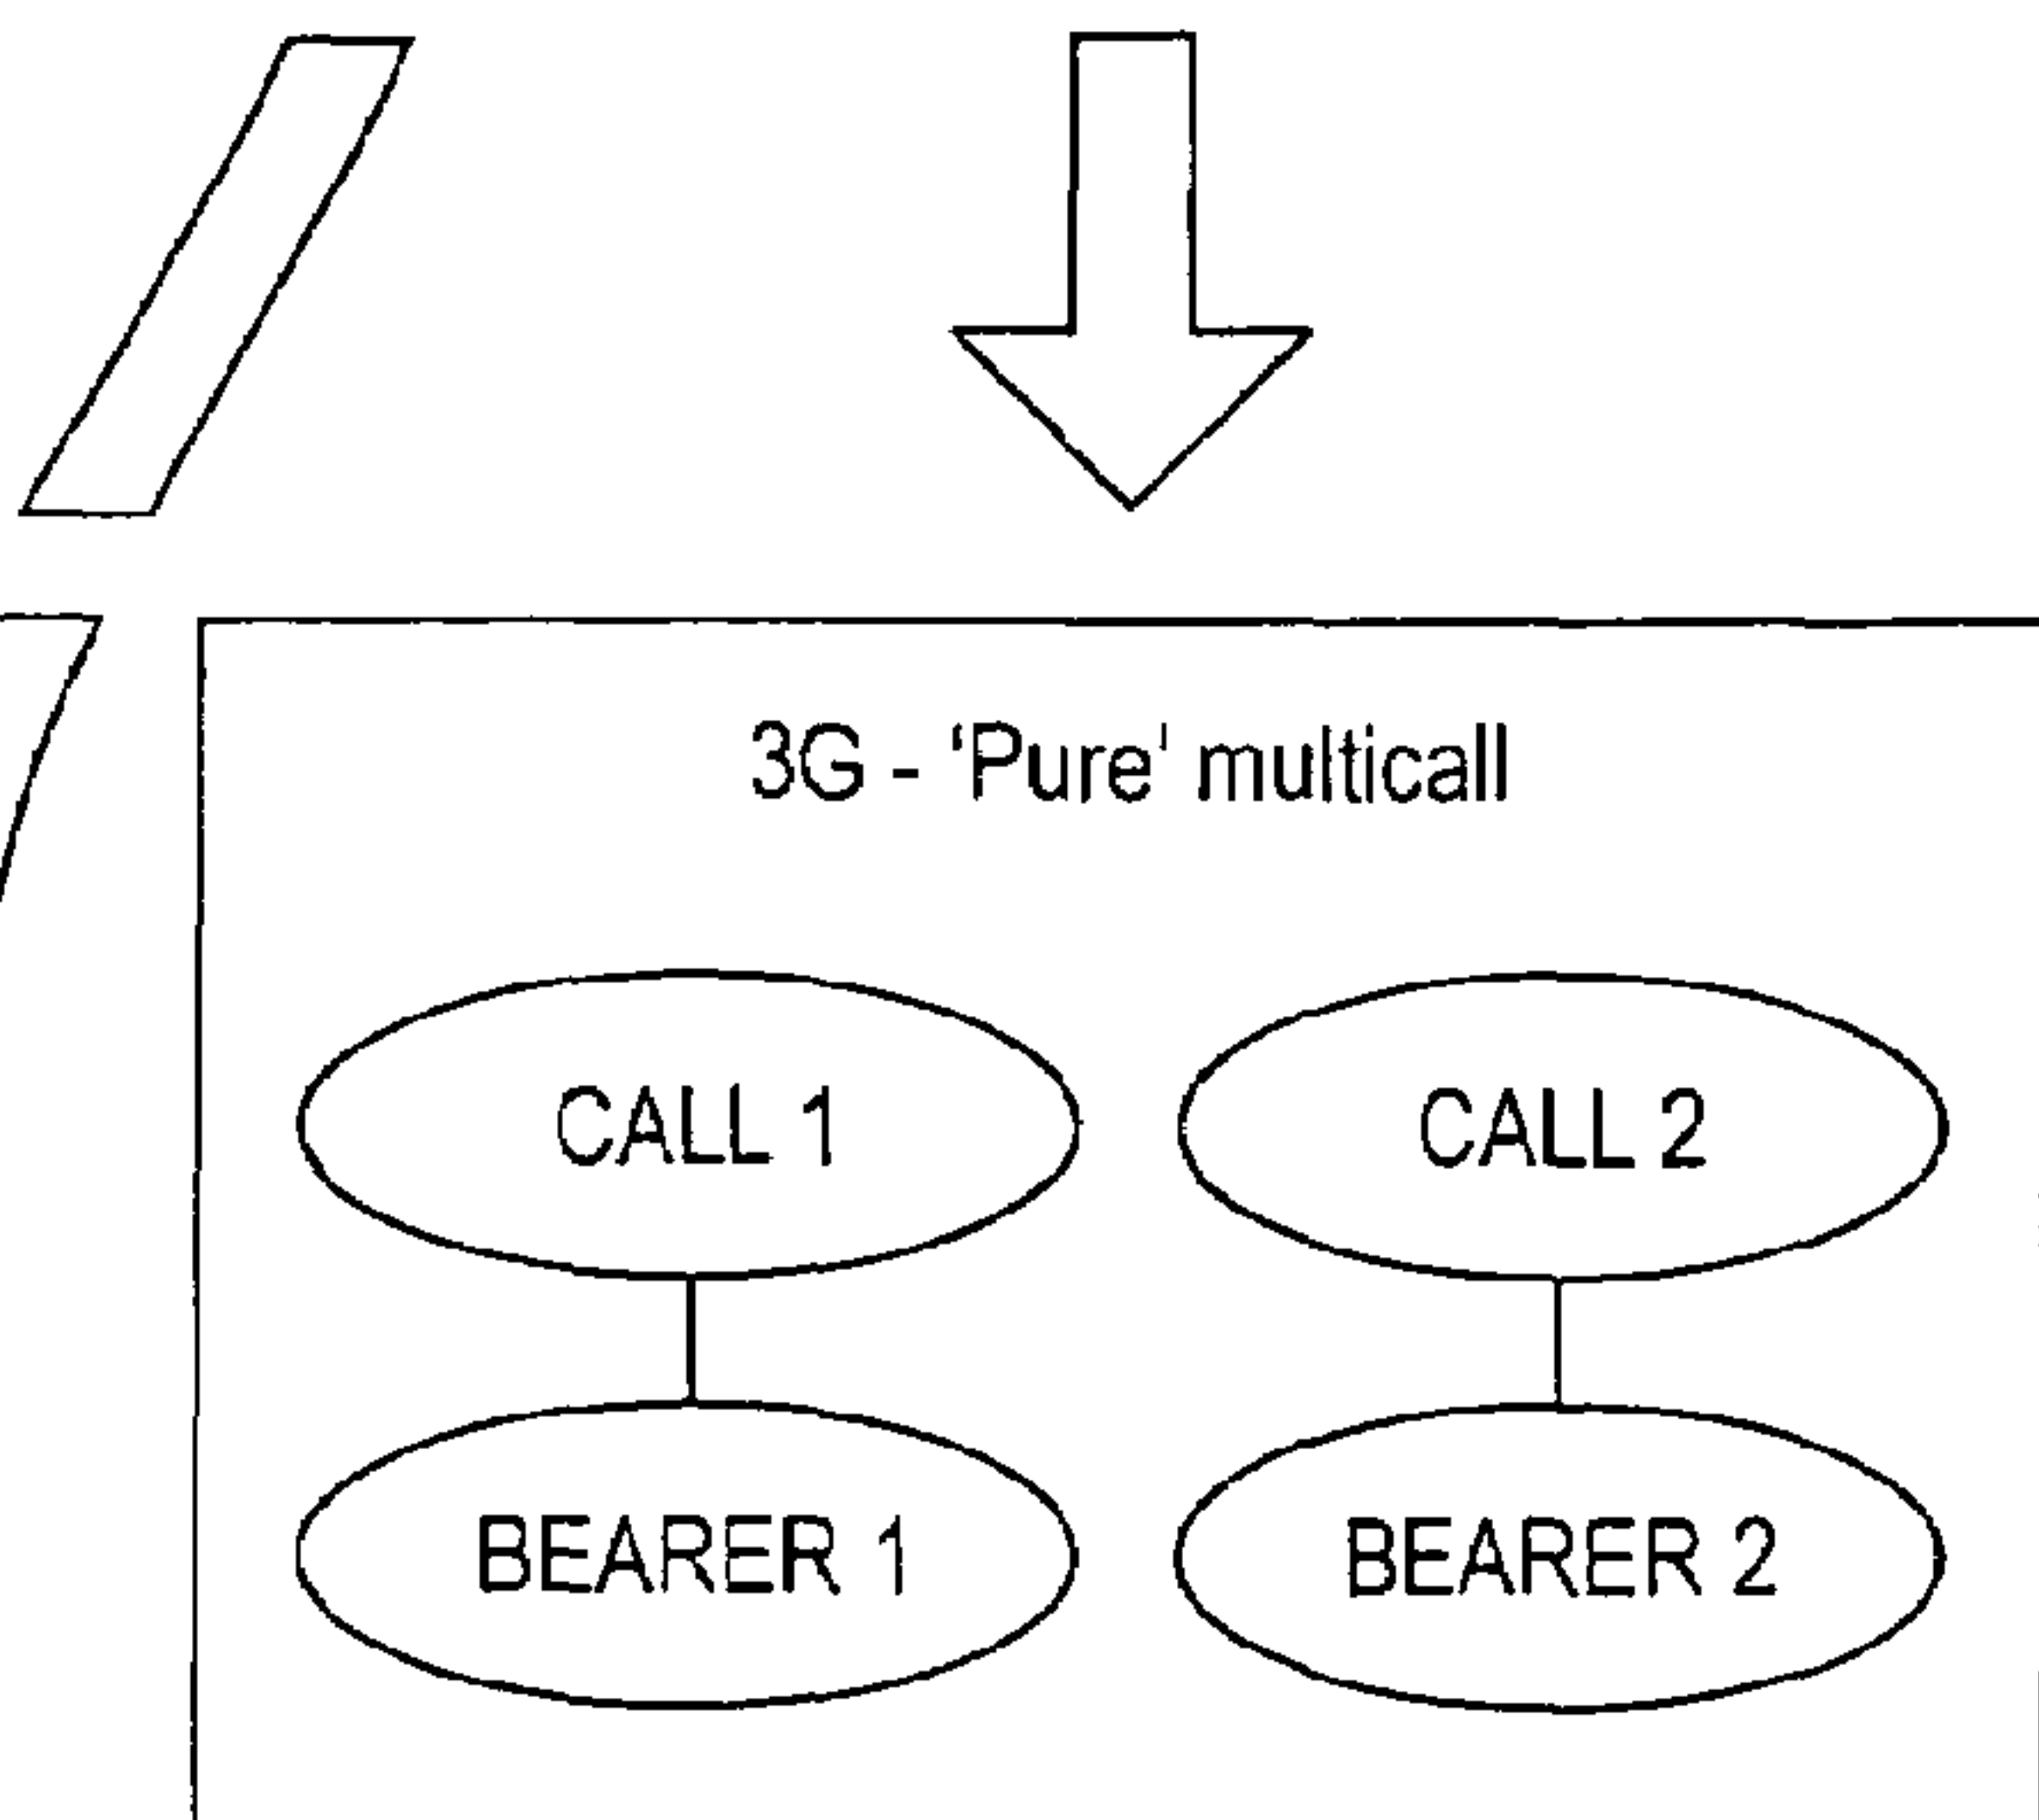 3G - ‘Pure’ multicall
CALL 1
CALL 2
BEARER 1
BEARER 2